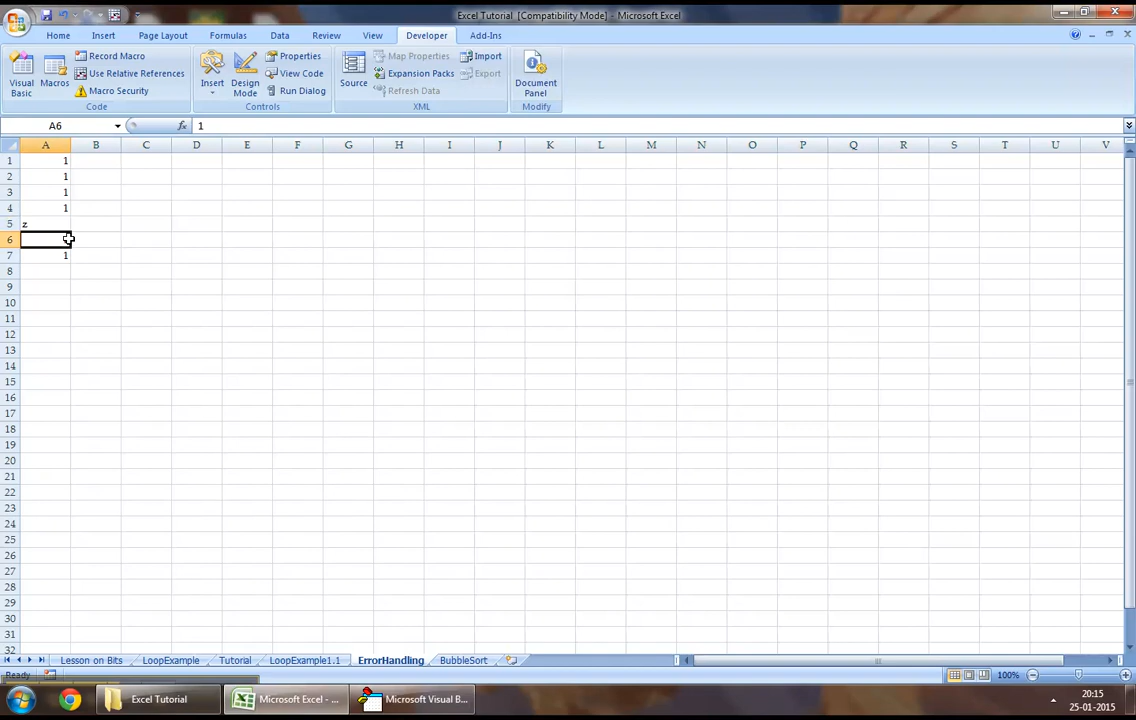 Excel Tutorial [Compatibility Mode] - Microsoft Excel
Home Insert Page Layout Formulas Data Review View Developer Add-Ins
Visual Basic
Macros
Record Macro
Use Relative References
Macro Security
Code
Insert
Design Mode
Properties
View Code
Run Dialog
Controls
Source
Map Properties
Expansion Packs
Refresh Data
Import
Export
XML
Document Panel
Modify
A6 fx 1
A B C D E F G H I J K L M N O P Q R S T U V
1 1
2 1
3 1
4 1
5 z
6
7 1
8
9
10
11
12
13
14
15
16
17
18
19
20
21
22
23
24
25
26
27
28
29
30
31
32
Lesson on Bits LoopExample Tutorial LoopExample1.1 ErrorHandling BubbleSort
Ready 100%
Excel Tutorial Microsoft Excel - ... Microsoft Visual B... 20:15
25-01-2015